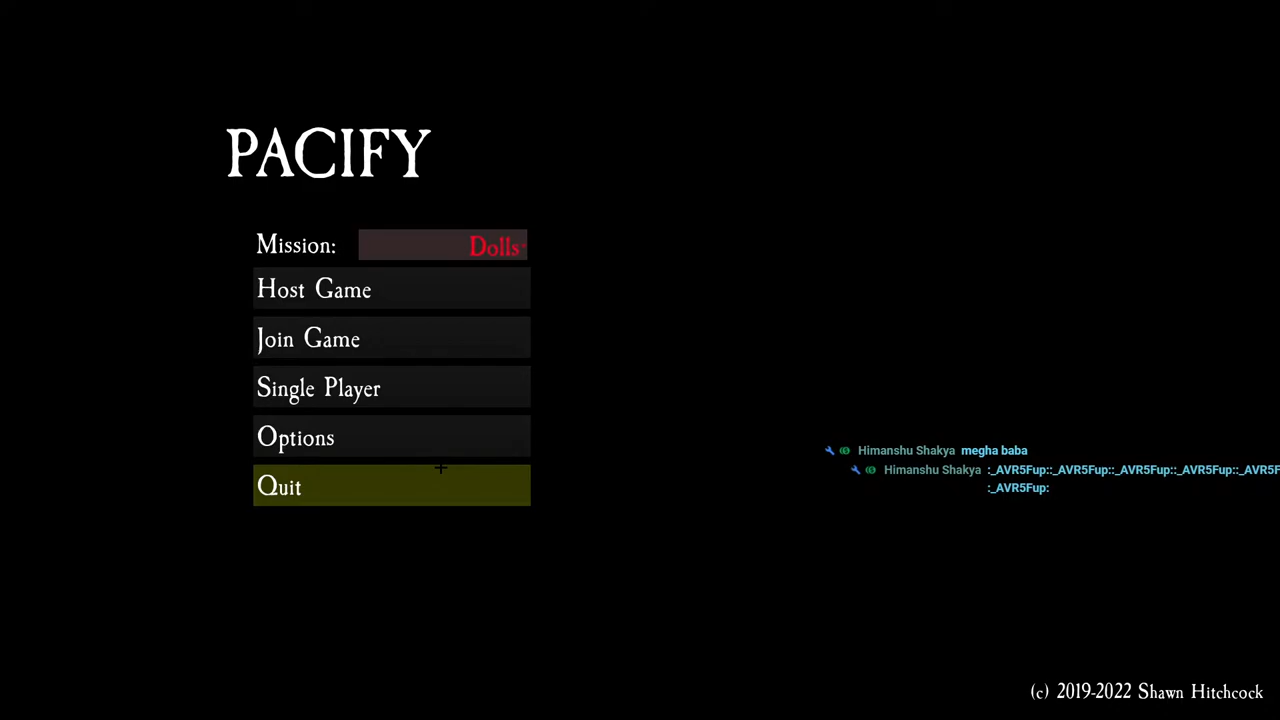 PACIFY
Mission: Dolls
Host Game
Join Game
Single Player
Options
Quit
Himanshu Shakya megha baba
Himanshu Shakya :_AVR5Fup::_AVR5Fup::_AVR5Fup::_AVR5Fup::_AVR5F
:_AVR5Fup:
(c) 2019-2022 Shawn Hitchcock